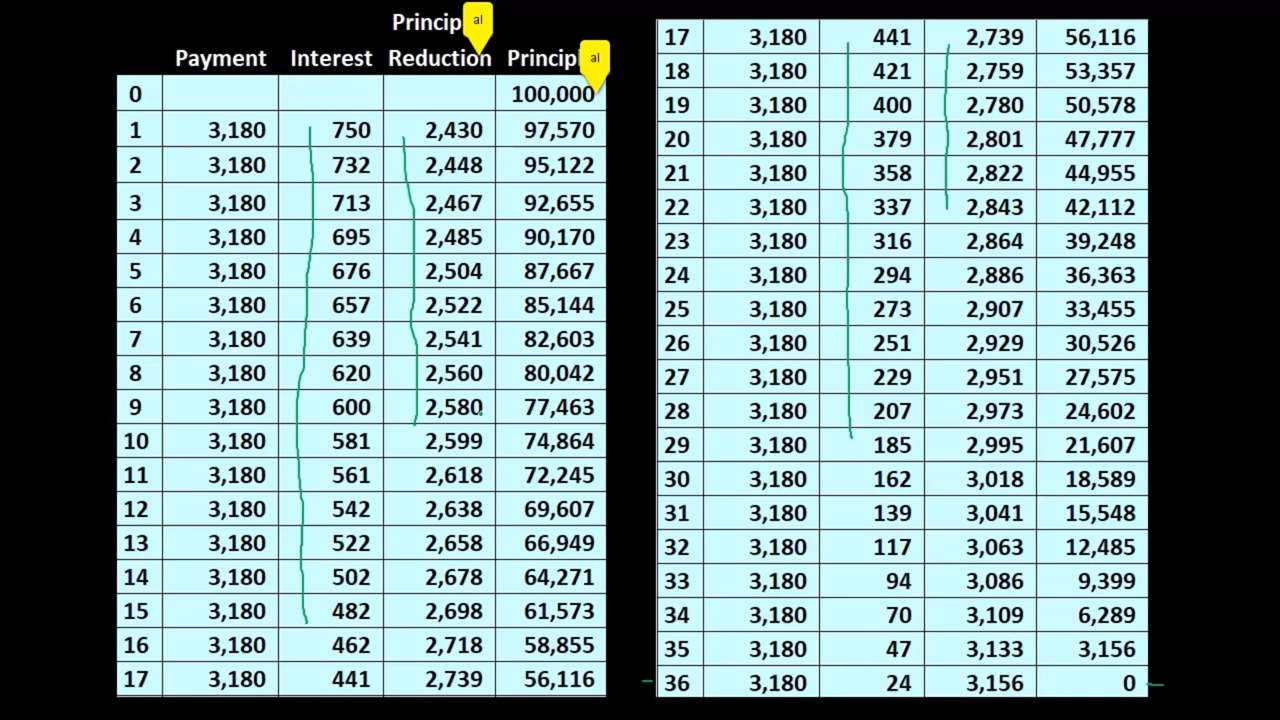 Princip al
Payment Interest Reduction Princip al
0 100,000
1 3,180 750 2,430 97,570
2 3,180 732 2,448 95,122
3 3,180 713 2,467 92,655
4 3,180 695 2,485 90,170
5 3,180 676 2,504 87,667
6 3,180 657 2,522 85,144
7 3,180 639 2,541 82,603
8 3,180 620 2,560 80,042
9 3,180 600 2,580 77,463
10 3,180 581 2,599 74,864
11 3,180 561 2,618 72,245
12 3,180 542 2,638 69,607
13 3,180 522 2,658 66,949
14 3,180 502 2,678 64,271
15 3,180 482 2,698 61,573
16 3,180 462 2,718 58,855
17 3,180 441 2,739 56,116
17 3,180 441 2,739 56,116
18 3,180 421 2,759 53,357
19 3,180 400 2,780 50,578
20 3,180 379 2,801 47,777
21 3,180 358 2,822 44,955
22 3,180 337 2,843 42,112
23 3,180 316 2,864 39,248
24 3,180 294 2,886 36,363
25 3,180 273 2,907 33,455
26 3,180 251 2,929 30,526
27 3,180 229 2,951 27,575
28 3,180 207 2,973 24,602
29 3,180 185 2,995 21,607
30 3,180 162 3,018 18,589
31 3,180 139 3,041 15,548
32 3,180 117 3,063 12,485
33 3,180 94 3,086 9,399
34 3,180 70 3,109 6,289
35 3,180 47 3,133 3,156
36 3,180 24 3,156 0